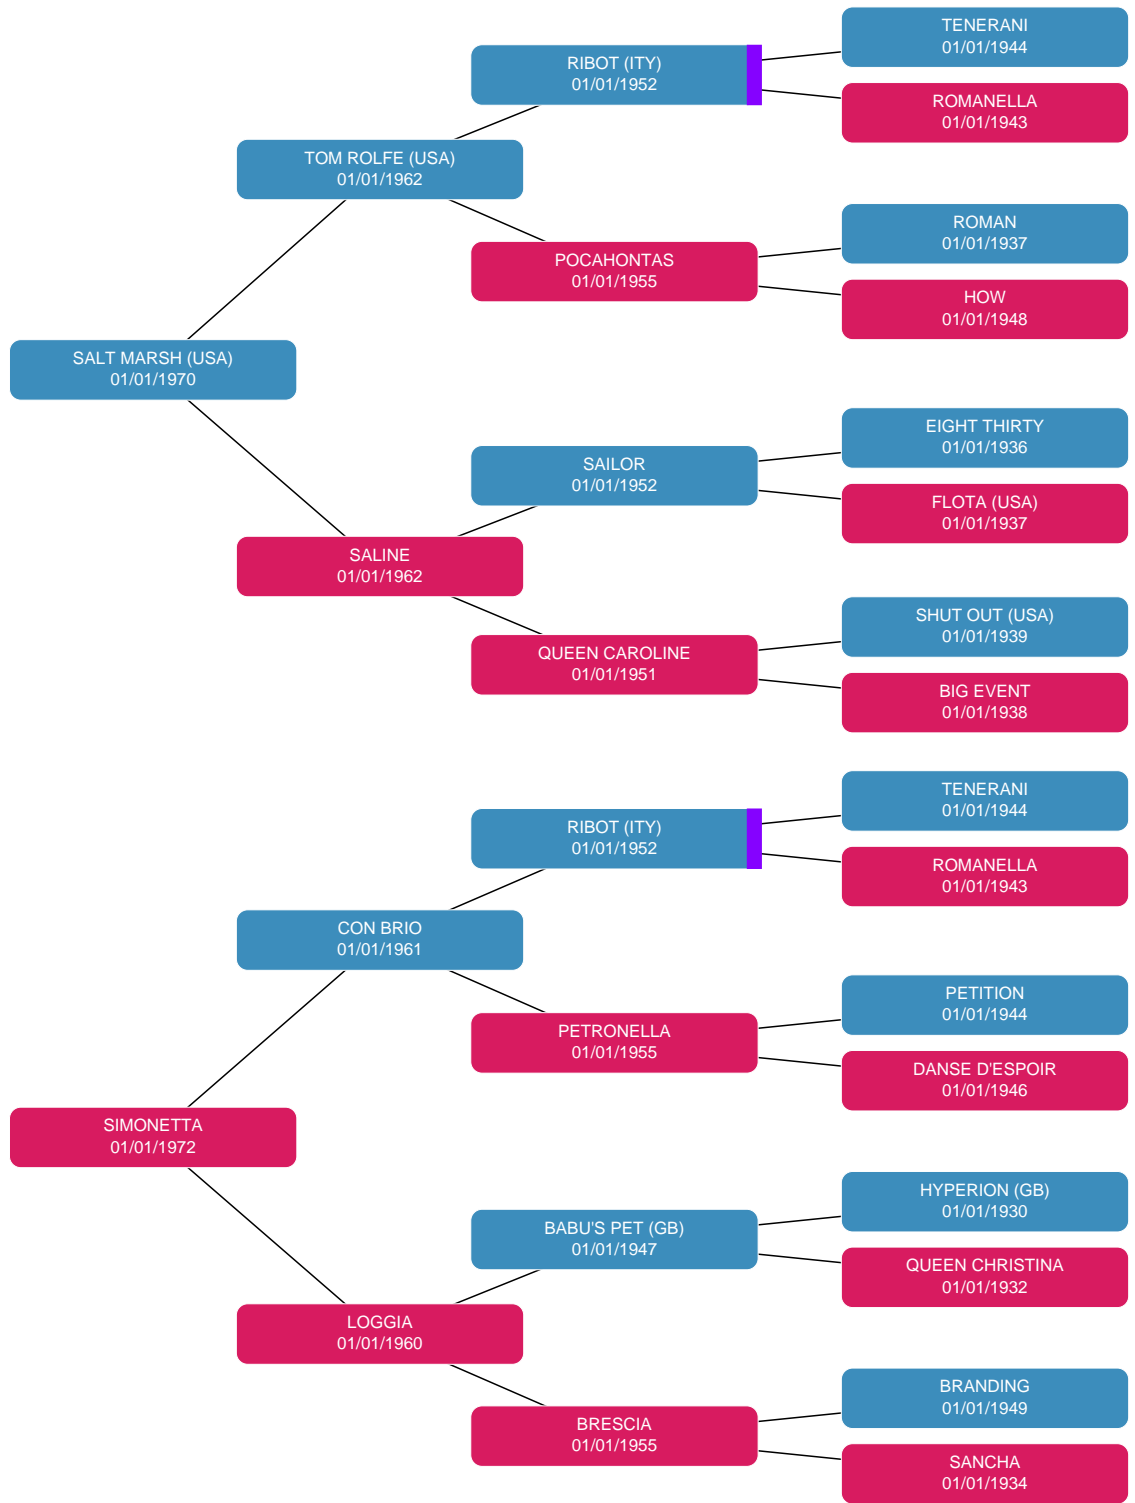 TENERANI
01/01/1944
RIBOT (ITY)
01/01/1952
ROMANELLA
01/01/1943
TOM ROLFE (USA)
01/01/1962
ROMAN
01/01/1937
POCAHONTAS
01/01/1955
HOW
01/01/1948
SALT MARSH (USA)
01/01/1970
EIGHT THIRTY
01/01/1936
SAILOR
01/01/1952
FLOTA (USA)
01/01/1937
SALINE
01/01/1962
SHUT OUT (USA)
01/01/1939
QUEEN CAROLINE
01/01/1951
BIG EVENT
01/01/1938
TENERANI
01/01/1944
RIBOT (ITY)
01/01/1952
ROMANELLA
01/01/1943
CON BRIO
01/01/1961
PETITION
01/01/1944
PETRONELLA
01/01/1955
DANSE D'ESPOIR
01/01/1946
SIMONETTA
01/01/1972
HYPERION (GB)
01/01/1930
BABU'S PET (GB)
01/01/1947
QUEEN CHRISTINA
01/01/1932
LOGGIA
01/01/1960
BRANDING
01/01/1949
BRESCIA
01/01/1955
SANCHA
01/01/1934